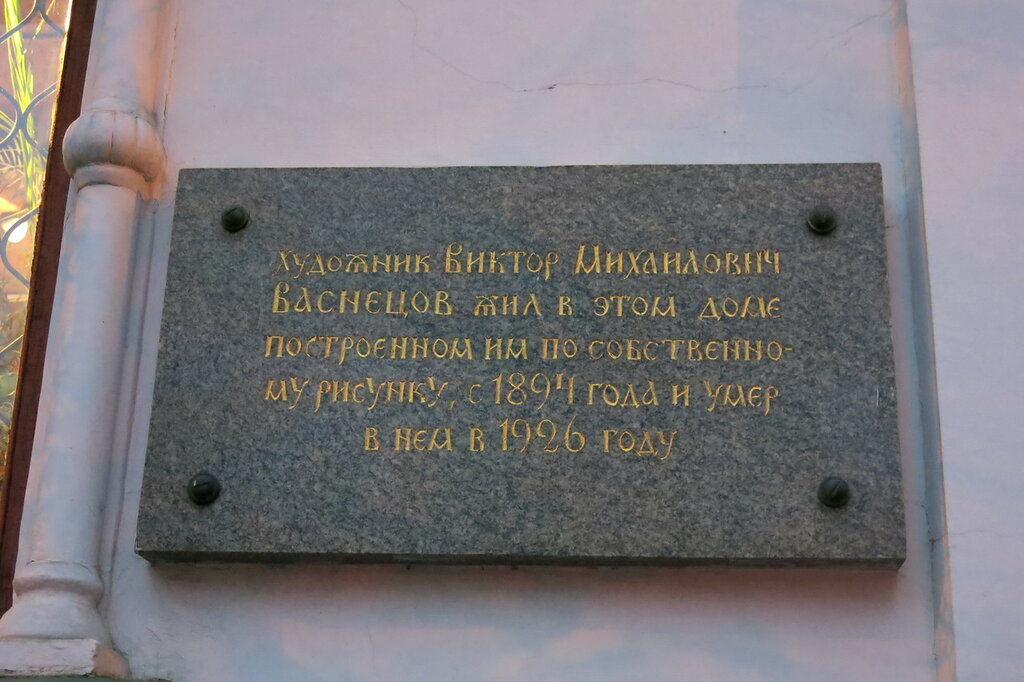 Художник Виктор Михайлович
Васнецов жил в этом доме
построенном им по собственно-
му рисунку, с 1894 года и умер
в нем в 1926 году